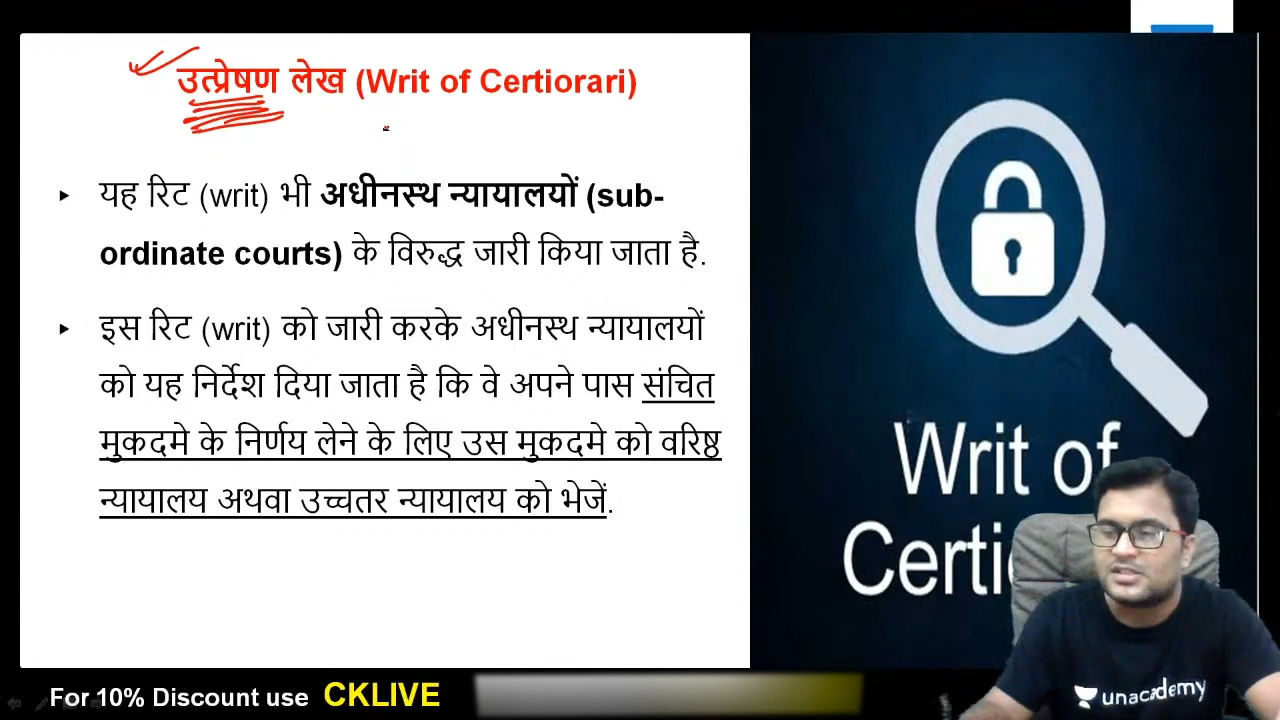 उत्प्रेषण लेख (Writ of Certiorari)
यह रिट (writ) भी अधीनस्थ न्यायालयों (sub-
ordinate courts) के विरुद्ध जारी किया जाता है.
इस रिट (writ) को जारी करके अधीनस्थ न्यायालयों
को यह निर्देश दिया जाता है कि वे अपने पास संचित
मुकदमे के निर्णय लेने के लिए उस मुकदमे को वरिष्ठ
न्यायालय अथवा उच्चतर न्यायालय को भेजें.
Writ of
Certi
unacademy
For 10% Discount use CKLIVE